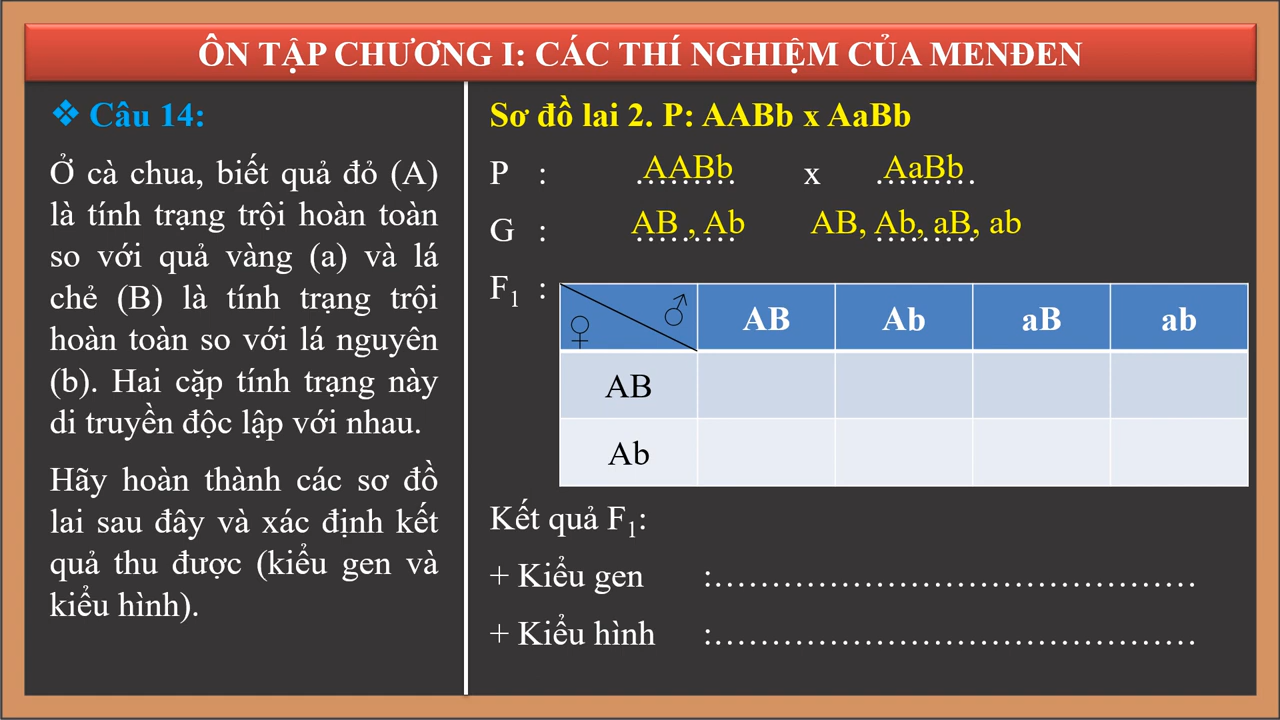 ÔN TẬP CHƯƠNG I: CÁC THÍ NGHIỆM CỦA MENĐEN
❖ Câu 14:
Ở cà chua, biết quả đỏ (A)
là tính trạng trội hoàn toàn
so với quả vàng (a) và lá
chẻ (B) là tính trạng trội
hoàn toàn so với lá nguyên
(b). Hai cặp tính trạng này
di truyền độc lập với nhau.
Hãy hoàn thành các sơ đồ
lai sau đây và xác định kết
quả thu được (kiểu gen và
kiểu hình).
Sơ đồ lai 2. P: AABb x AaBb
P : AABb x AaBb
G : AB , Ab AB, Ab, aB, ab
F₁ :
♀ ♂ AB Ab aB ab
AB
Ab
Kết quả F₁:
+ Kiểu gen :……………………………………
+ Kiểu hình :……………………………………